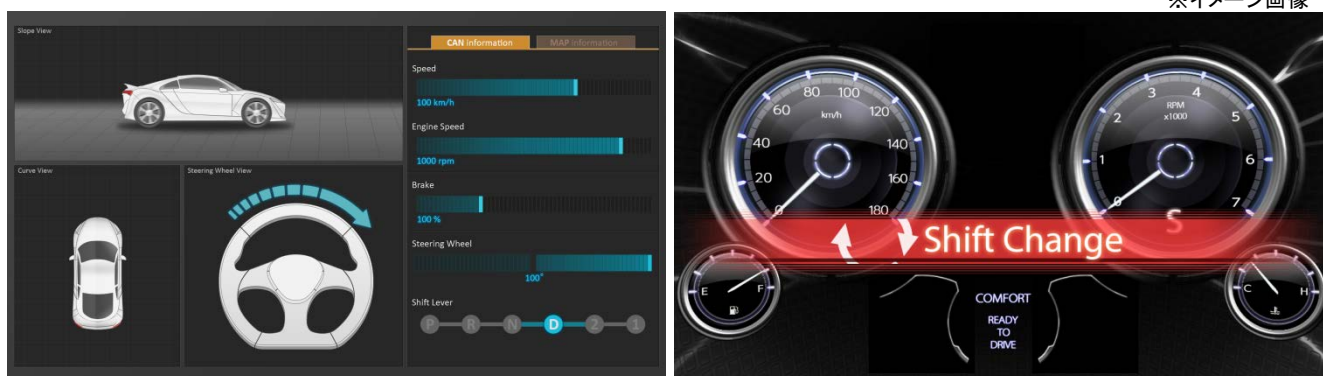 ※イメージ画像
Slope View
CAN information
MAP information
Speed
100 km/h
Engine Speed
1000 rpm
Brake
100 %
Steering Wheel
100°
Shift Lever
P R N D 2 1
Curve View
Steering Wheel View
0 20 40 60 80 100 120 140 160 180
km/h
0 1 2 3 4 5 6 7
RPM
x1000
S
Shift Change
E F
C H
COMFORT
READY
TO
DRIVE